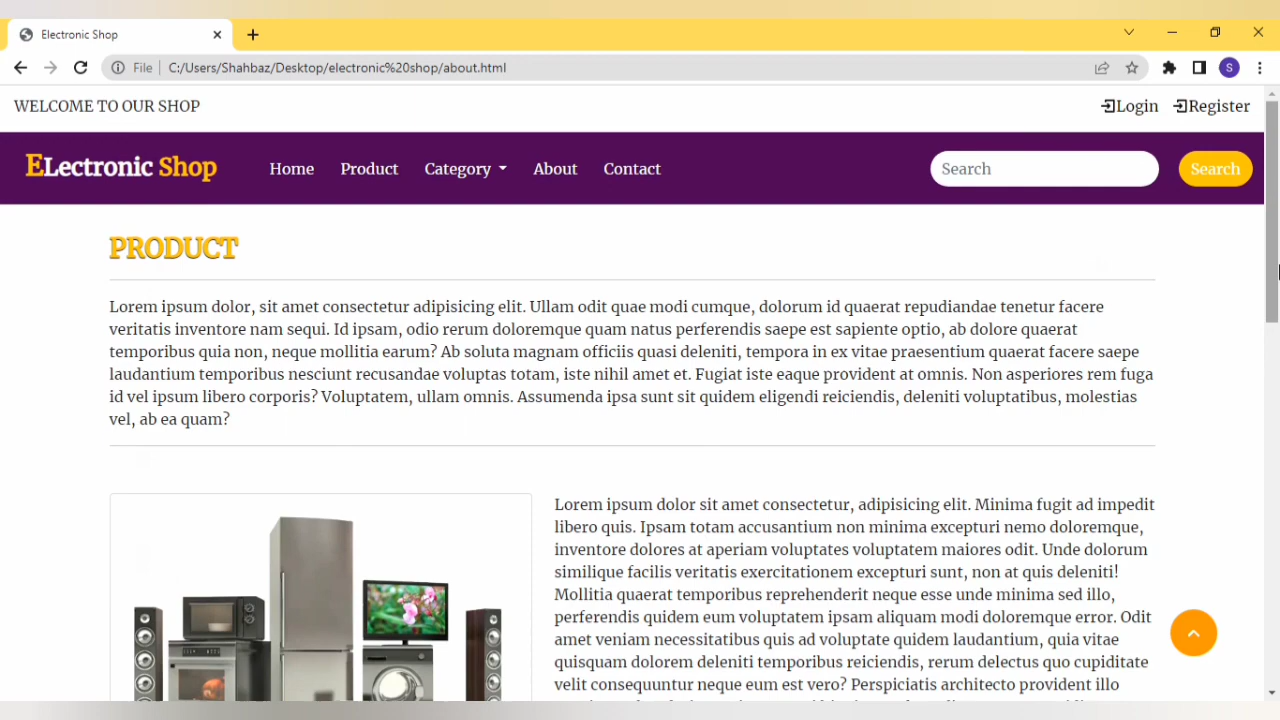 Electronic Shop
File C:/Users/Shahbaz/Desktop/electronic%20shop/about.html
S
WELCOME TO OUR SHOP
Login Register
ELectronic Shop
Home Product Category About Contact
Search Search
PRODUCT
Lorem ipsum dolor, sit amet consectetur adipisicing elit. Ullam odit quae modi cumque, dolorum id quaerat repudiandae tenetur facere
veritatis inventore nam sequi. Id ipsam, odio rerum doloremque quam natus perferendis saepe est sapiente optio, ab dolore quaerat
temporibus quia non, neque mollitia earum? Ab soluta magnam officiis quasi deleniti, tempora in ex vitae praesentium quaerat facere saepe
laudantium temporibus nesciunt recusandae voluptas totam, iste nihil amet et. Fugiat iste eaque provident at omnis. Non asperiores rem fuga
id vel ipsum libero corporis? Voluptatem, ullam omnis. Assumenda ipsa sunt sit quidem eligendi reiciendis, deleniti voluptatibus, molestias
vel, ab ea quam?
Lorem ipsum dolor sit amet consectetur, adipisicing elit. Minima fugit ad impedit
libero quis. Ipsam totam accusantium non minima excepturi nemo doloremque,
inventore dolores at aperiam voluptates voluptatem maiores odit. Unde dolorum
similique facilis veritatis exercitationem excepturi sunt, non at quis deleniti!
Mollitia quaerat temporibus reprehenderit neque esse unde minima sed illo,
perferendis quidem eum voluptatem ipsam aliquam modi doloremque error. Odit
amet veniam necessitatibus quis ad voluptate quidem laudantium, quia vitae
quisquam dolorem deleniti temporibus reiciendis, rerum delectus quo cupiditate
velit consequuntur neque eum est vero? Perspiciatis architecto provident illo